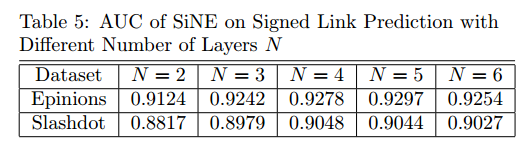 Table 5: AUC of SiNE on Signed Link Prediction with
Different Number of Layers N
Dataset N = 2 N = 3 N = 4 N = 5 N = 6
Epinions 0.9124 0.9242 0.9278 0.9297 0.9254
Slashdot 0.8817 0.8979 0.9048 0.9044 0.9027